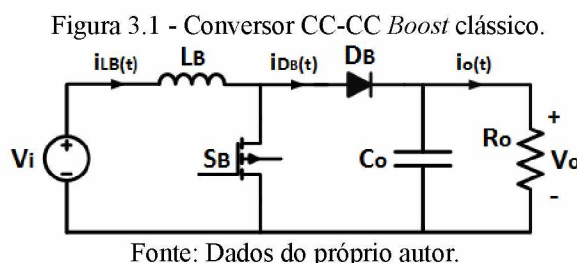 Figura 3.1 - Conversor CC-CC Boost clássico.
iLB(t) LB iDB(t) DB io(t)
Vi + - SB Co Ro + Vo -
Fonte: Dados do próprio autor.